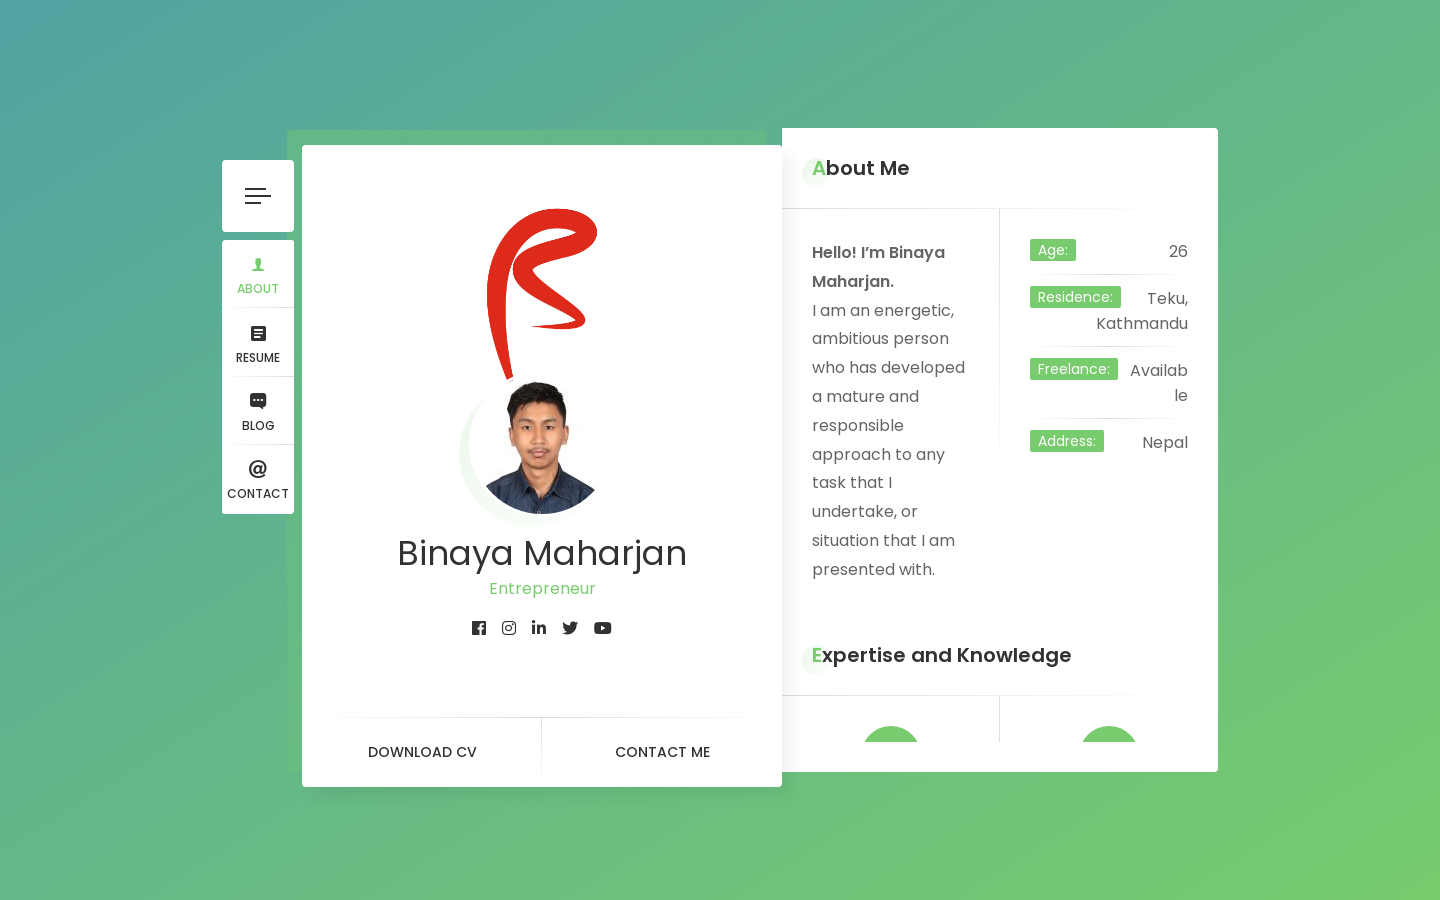 ABOUT
RESUME
BLOG
CONTACT
Binaya Maharjan
Entrepreneur
DOWNLOAD CV
CONTACT ME
About Me
Hello! I’m Binaya
Maharjan.
I am an energetic,
ambitious person
who has developed
a mature and
responsible
approach to any
task that I
undertake, or
situation that I am
presented with.
Age: 26
Residence: Teku,
Kathmandu
Freelance: Availab
le
Address: Nepal
Expertise and Knowledge